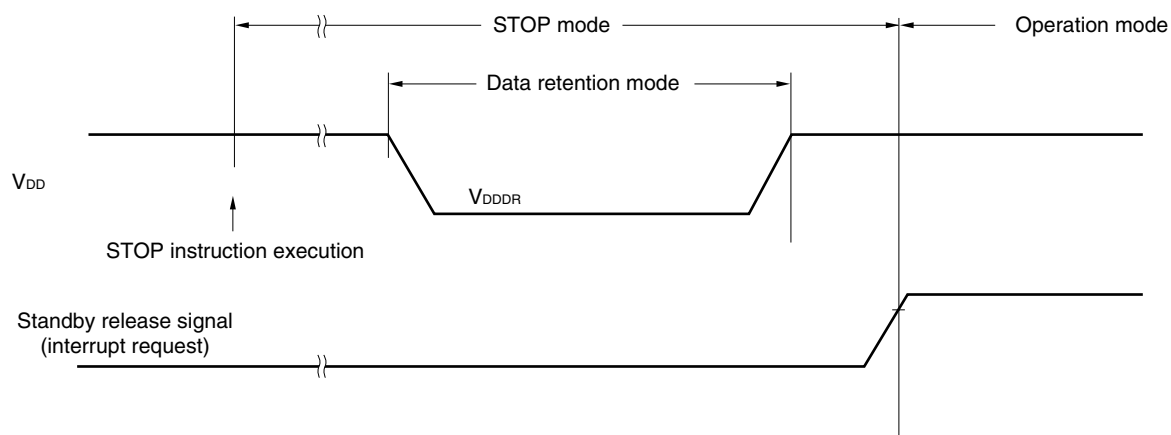 STOP mode
Operation mode
Data retention mode
VDD
VDDDR
STOP instruction execution
Standby release signal
(interrupt request)